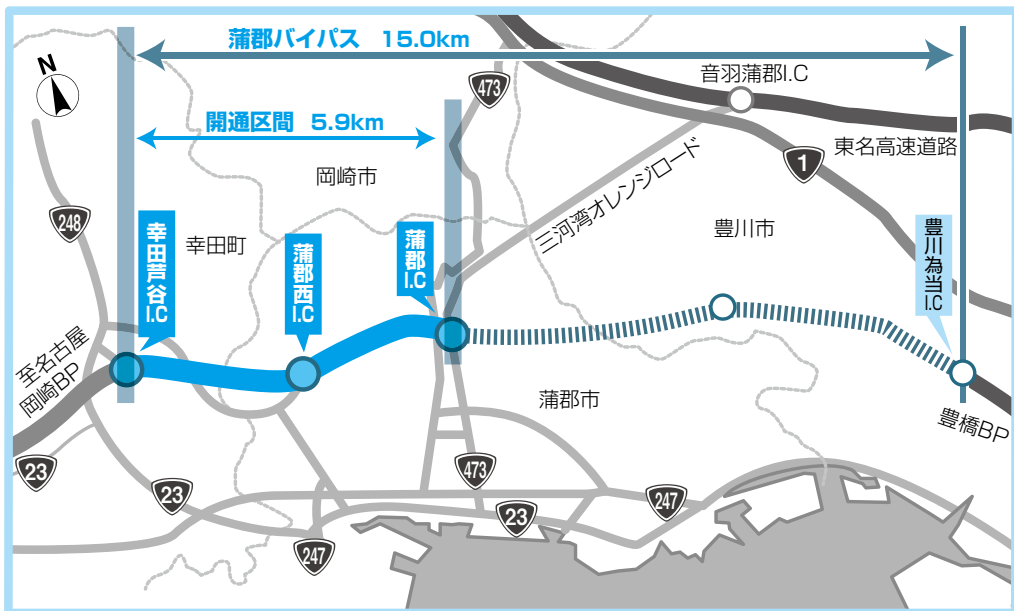 蒲郡バイパス 15.0km
N
音羽蒲郡I.C
473
開通区間 5.9km
東名高速道路
1
岡崎市
三河湾オレンジロード
248
幸田芦谷I.C
幸田町
蒲郡西I.C
蒲郡I.C
豊川市
豊川為当I.C
至名古屋
岡崎BP
蒲郡市
豊橋BP
23
23
473
247
23
247